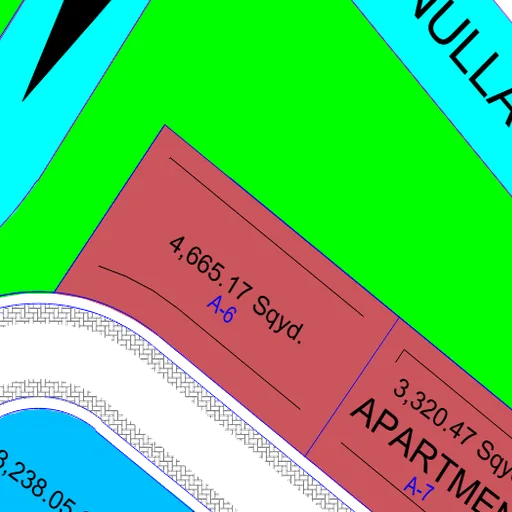 NULLA
4,665.17 Sqyd.
A-6
3,320.47 Sqy
APARTMEN
A-7
3,238.05